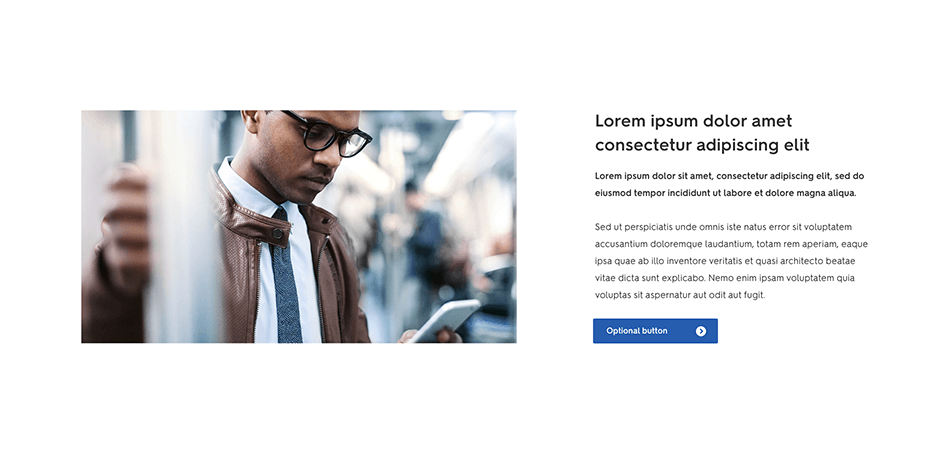 Lorem ipsum dolor amet
consectetur adipiscing elit
Lorem ipsum dolor sit amet, consectetur adipiscing elit, sed do
eiusmod tempor incididunt ut labore et dolore magna aliqua.
Sed ut perspiciatis unde omnis iste natus error sit voluptatem
accusantium doloremque laudantium, totam rem aperiam, eaque
ipsa quae ab illo inventore veritatis et quasi architecto beatae
vitae dicta sunt explicabo. Nemo enim ipsam voluptatem quia
voluptas sit aspernatur aut odit aut fugit.
Optional button